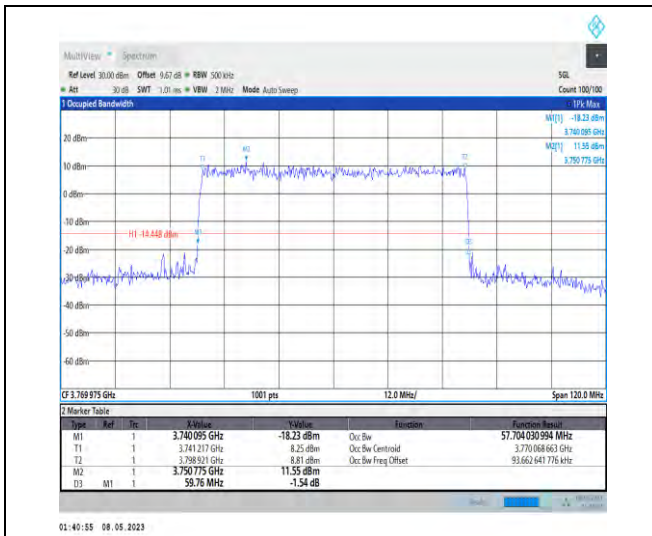 MultiView Spectrum
Ref Level 30.00 dBm Offset 9.67 dB RBW 500 kHz SGL
Att 30 dB SWT 1.01 ms VBW 2 MHz Mode Auto Sweep Count 100/100
1 Occupied Bandwidth 1Pk Max
M1[1] -18.23 dBm
3.740 095 GHz
M2[1] 11.55 dBm
3.750 775 GHz
20 dBm
T1 M2 T2
10 dBm
0 dBm
-10 dBm
H1 -14.448 dBm M1
-20 dBm
-30 dBm
-40 dBm
-50 dBm
-60 dBm
CF 3.769 975 GHz 1001 pts 12.0 MHz/ Span 120.0 MHz
2 Marker Table
Type Ref Trc X-Value Y-Value Function Function Result
M1 1 3.740 095 GHz -18.23 dBm Occ Bw 57.704 030 994 MHz
T1 1 3.741 217 GHz 8.25 dBm Occ Bw Centroid 3.770 068 663 GHz
T2 1 3.798 921 GHz 8.81 dBm Occ Bw Freq Offset 93.662 641 776 kHz
M2 1 3.750 775 GHz 11.55 dBm
D3 M1 1 59.76 MHz -1.54 dB
01:40:55 08.05.2023